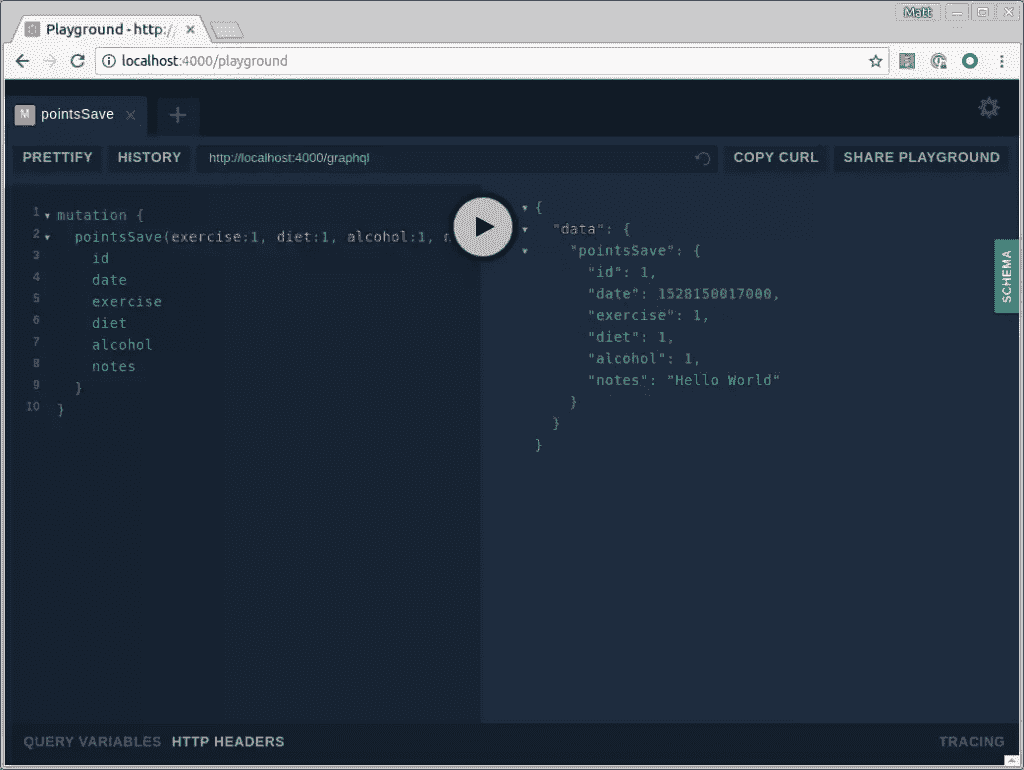 Matt
Playground - http:/
localhost:4000/playground
M pointsSave
PRETTIFY HISTORY http://localhost:4000/graphql COPY CURL SHARE PLAYGROUND
1 mutation {
2 pointsSave(exercise:1, diet:1, alcohol:1,
3 id
4 date
5 exercise
6 diet
7 alcohol
8 notes
9 }
10 }
{
"data": {
"pointsSave": {
"id": 1,
"date": 1528150017000,
"exercise": 1,
"diet": 1,
"alcohol": 1,
"notes": "Hello World"
}
}
}
SCHEMA
QUERY VARIABLES HTTP HEADERS TRACING